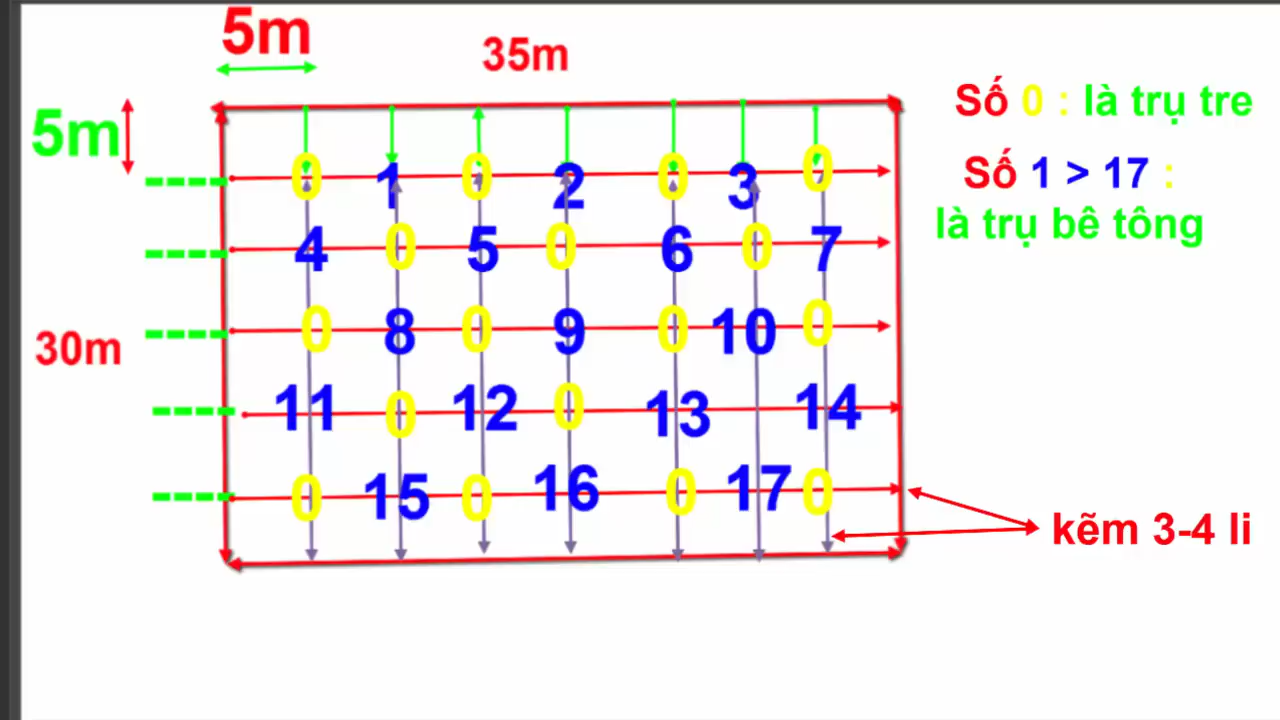 5m
35m
5m
Số 0 : là trụ tre
Số 1 > 17 :
là trụ bê tông
0 1 0 2 0 3 0
4 0 5 0 6 0 7
0 8 0 9 0 10 0
30m
11 0 12 0 13 14
0 15 0 16 0 17 0
kẽm 3-4 li